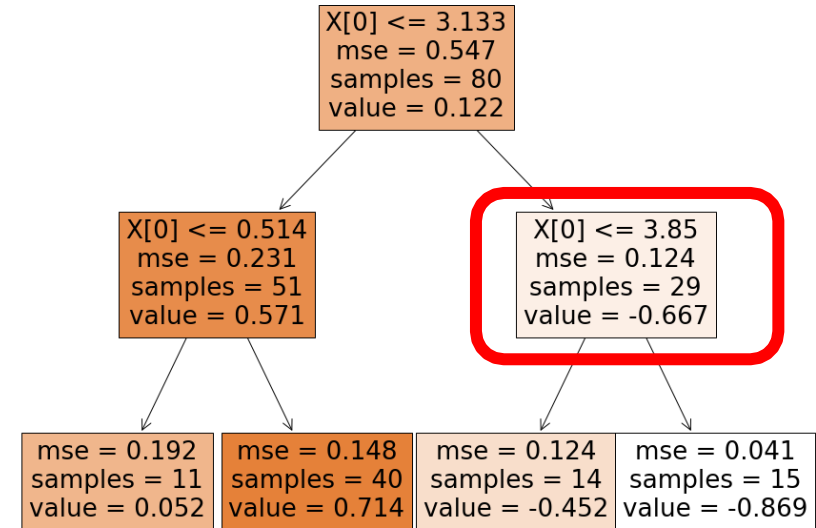 X[0] <= 3.133
mse = 0.547
samples = 80
value = 0.122
X[0] <= 0.514
mse = 0.231
samples = 51
value = 0.571
X[0] <= 3.85
mse = 0.124
samples = 29
value = -0.667
mse = 0.192
samples = 11
value = 0.052
mse = 0.148
samples = 40
value = 0.714
mse = 0.124
samples = 14
value = -0.452
mse = 0.041
samples = 15
value = -0.869